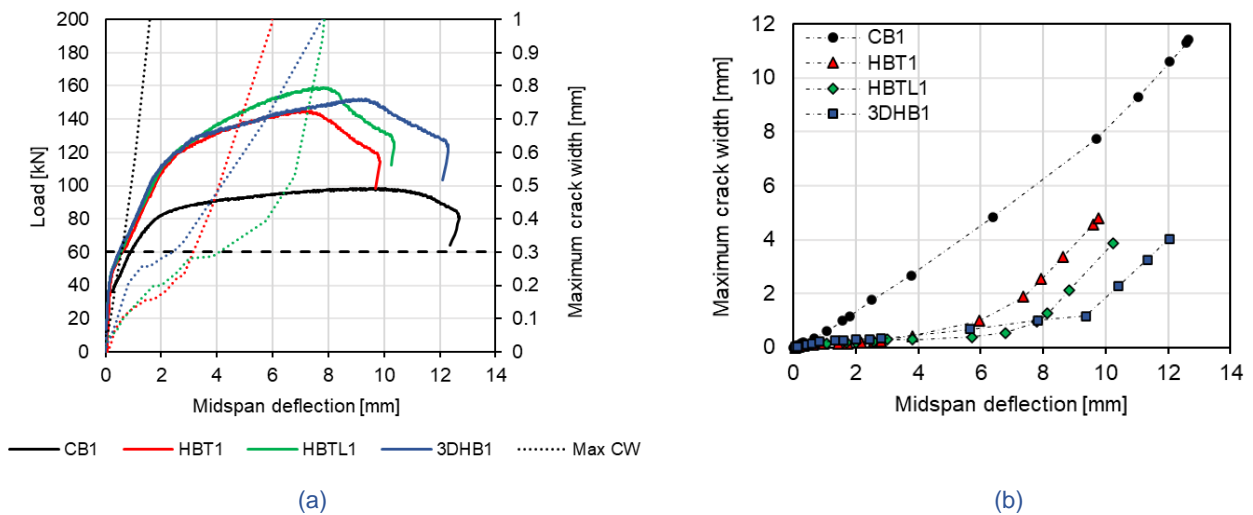 200
180
160
140
120
100
80
60
40
20
0
Load [kN]
1
0.9
0.8
0.7
0.6
0.5
0.4
0.3
0.2
0.1
0
Maximum crack width [mm]
0 2 4 6 8 10 12 14
Midspan deflection [mm]
CB1 HBT1 HBTL1 3DHB1 Max CW
(a)
12
10
8
6
4
2
0
Maximum crack width [mm]
CB1
HBT1
HBTL1
3DHB1
0 2 4 6 8 10 12 14
Midspan deflection [mm]
(b)